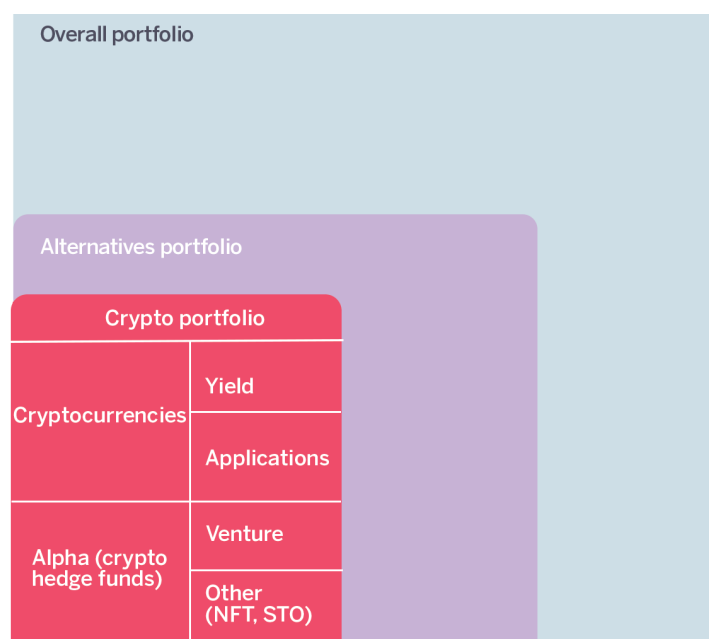 Overall portfolio
Alternatives portfolio
Crypto portfolio
Cryptocurrencies
Yield
Applications
Alpha (crypto
hedge funds)
Venture
Other
(NFT, STO)